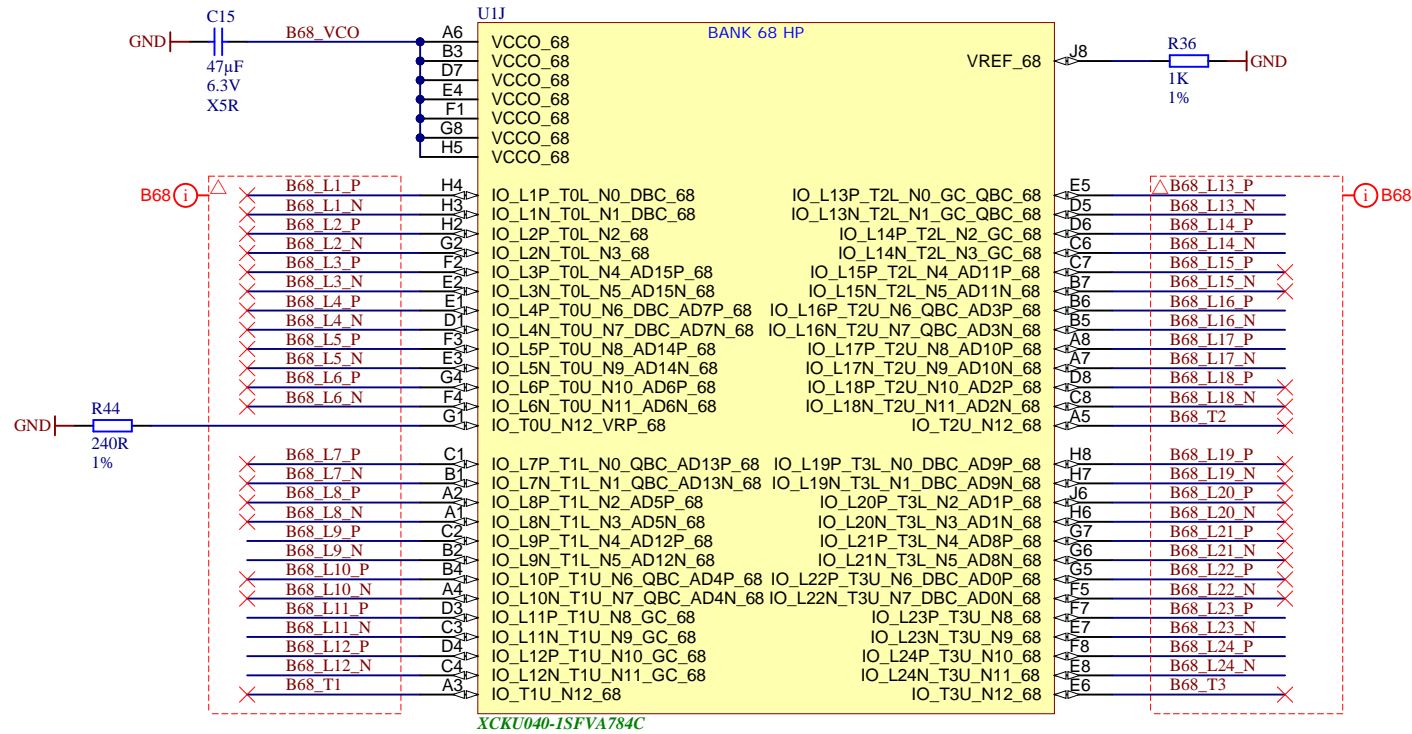 C15
U1J
GND
B68_VCO
A6
VCCO_68
BANK 68 HP
47µF
6.3V
X5R
B3
VCCO_68
D7
VCCO_68
E4
VCCO_68
F1
VCCO_68
G8
VCCO_68
H5
VCCO_68
VREF_68
J8
R36
GND
1K
1%
B68
i
B68_L1_P H4 IO_L1P_T0L_N0_DBC_68
B68_L1_N H3 IO_L1N_T0L_N1_DBC_68
B68_L2_P H2 IO_L2P_T0L_N2_68
B68_L2_N G2 IO_L2N_T0L_N3_68
B68_L3_P F2 IO_L3P_T0L_N4_AD15P_68
B68_L3_N E2 IO_L3N_T0L_N5_AD15N_68
B68_L4_P E1 IO_L4P_T0U_N6_DBC_AD7P_68
B68_L4_N D1 IO_L4N_T0U_N7_DBC_AD7N_68
B68_L5_P F3 IO_L5P_T0U_N8_AD14P_68
B68_L5_N E3 IO_L5N_T0U_N9_AD14N_68
B68_L6_P G4 IO_L6P_T0U_N10_AD6P_68
B68_L6_N F4 IO_L6N_T0U_N11_AD6N_68
R44
GND
240R
1%
G1 IO_T0U_N12_VRP_68
B68_L7_P C1 IO_L7P_T1L_N0_QBC_AD13P_68
B68_L7_N B1 IO_L7N_T1L_N1_QBC_AD13N_68
B68_L8_P A2 IO_L8P_T1L_N2_AD5P_68
B68_L8_N A1 IO_L8N_T1L_N3_AD5N_68
B68_L9_P C2 IO_L9P_T1L_N4_AD12P_68
B68_L9_N B2 IO_L9N_T1L_N5_AD12N_68
B68_L10_P B4 IO_L10P_T1U_N6_QBC_AD4P_68
B68_L10_N A4 IO_L10N_T1U_N7_QBC_AD4N_68
B68_L11_P D3 IO_L11P_T1U_N8_GC_68
B68_L11_N C3 IO_L11N_T1U_N9_GC_68
B68_L12_P D4 IO_L12P_T1U_N10_GC_68
B68_L12_N C4 IO_L12N_T1U_N11_GC_68
B68_T1 A3 IO_T1U_N12_68
IO_L13P_T2L_N0_GC_QBC_68 E5 B68_L13_P
IO_L13N_T2L_N1_GC_QBC_68 D5 B68_L13_N
IO_L14P_T2L_N2_GC_68 D6 B68_L14_P
IO_L14N_T2L_N3_GC_68 C6 B68_L14_N
IO_L15P_T2L_N4_AD11P_68 C7 B68_L15_P
IO_L15N_T2L_N5_AD11N_68 B7 B68_L15_N
IO_L16P_T2U_N6_QBC_AD3P_68 B6 B68_L16_P
IO_L16N_T2U_N7_QBC_AD3N_68 B5 B68_L16_N
IO_L17P_T2U_N8_AD10P_68 A8 B68_L17_P
IO_L17N_T2U_N9_AD10N_68 A7 B68_L17_N
IO_L18P_T2U_N10_AD2P_68 D8 B68_L18_P
IO_L18N_T2U_N11_AD2N_68 C8 B68_L18_N
IO_T2U_N12_68 A5 B68_T2
IO_L19P_T3L_N0_DBC_AD9P_68 H8 B68_L19_P
IO_L19N_T3L_N1_DBC_AD9N_68 H7 B68_L19_N
IO_L20P_T3L_N2_AD1P_68 J6 B68_L20_P
IO_L20N_T3L_N3_AD1N_68 H6 B68_L20_N
IO_L21P_T3L_N4_AD8P_68 G7 B68_L21_P
IO_L21N_T3L_N5_AD8N_68 G6 B68_L21_N
IO_L22P_T3U_N6_DBC_AD0P_68 G5 B68_L22_P
IO_L22N_T3U_N7_DBC_AD0N_68 F5 B68_L22_N
IO_L23P_T3U_N8_68 F7 B68_L23_P
IO_L23N_T3U_N9_68 E7 B68_L23_N
IO_L24P_T3U_N10_68 F8 B68_L24_P
IO_L24N_T3U_N11_68 E8 B68_L24_N
IO_T3U_N12_68 E6 B68_T3
i
B68
XCKU040-1SFVA784C